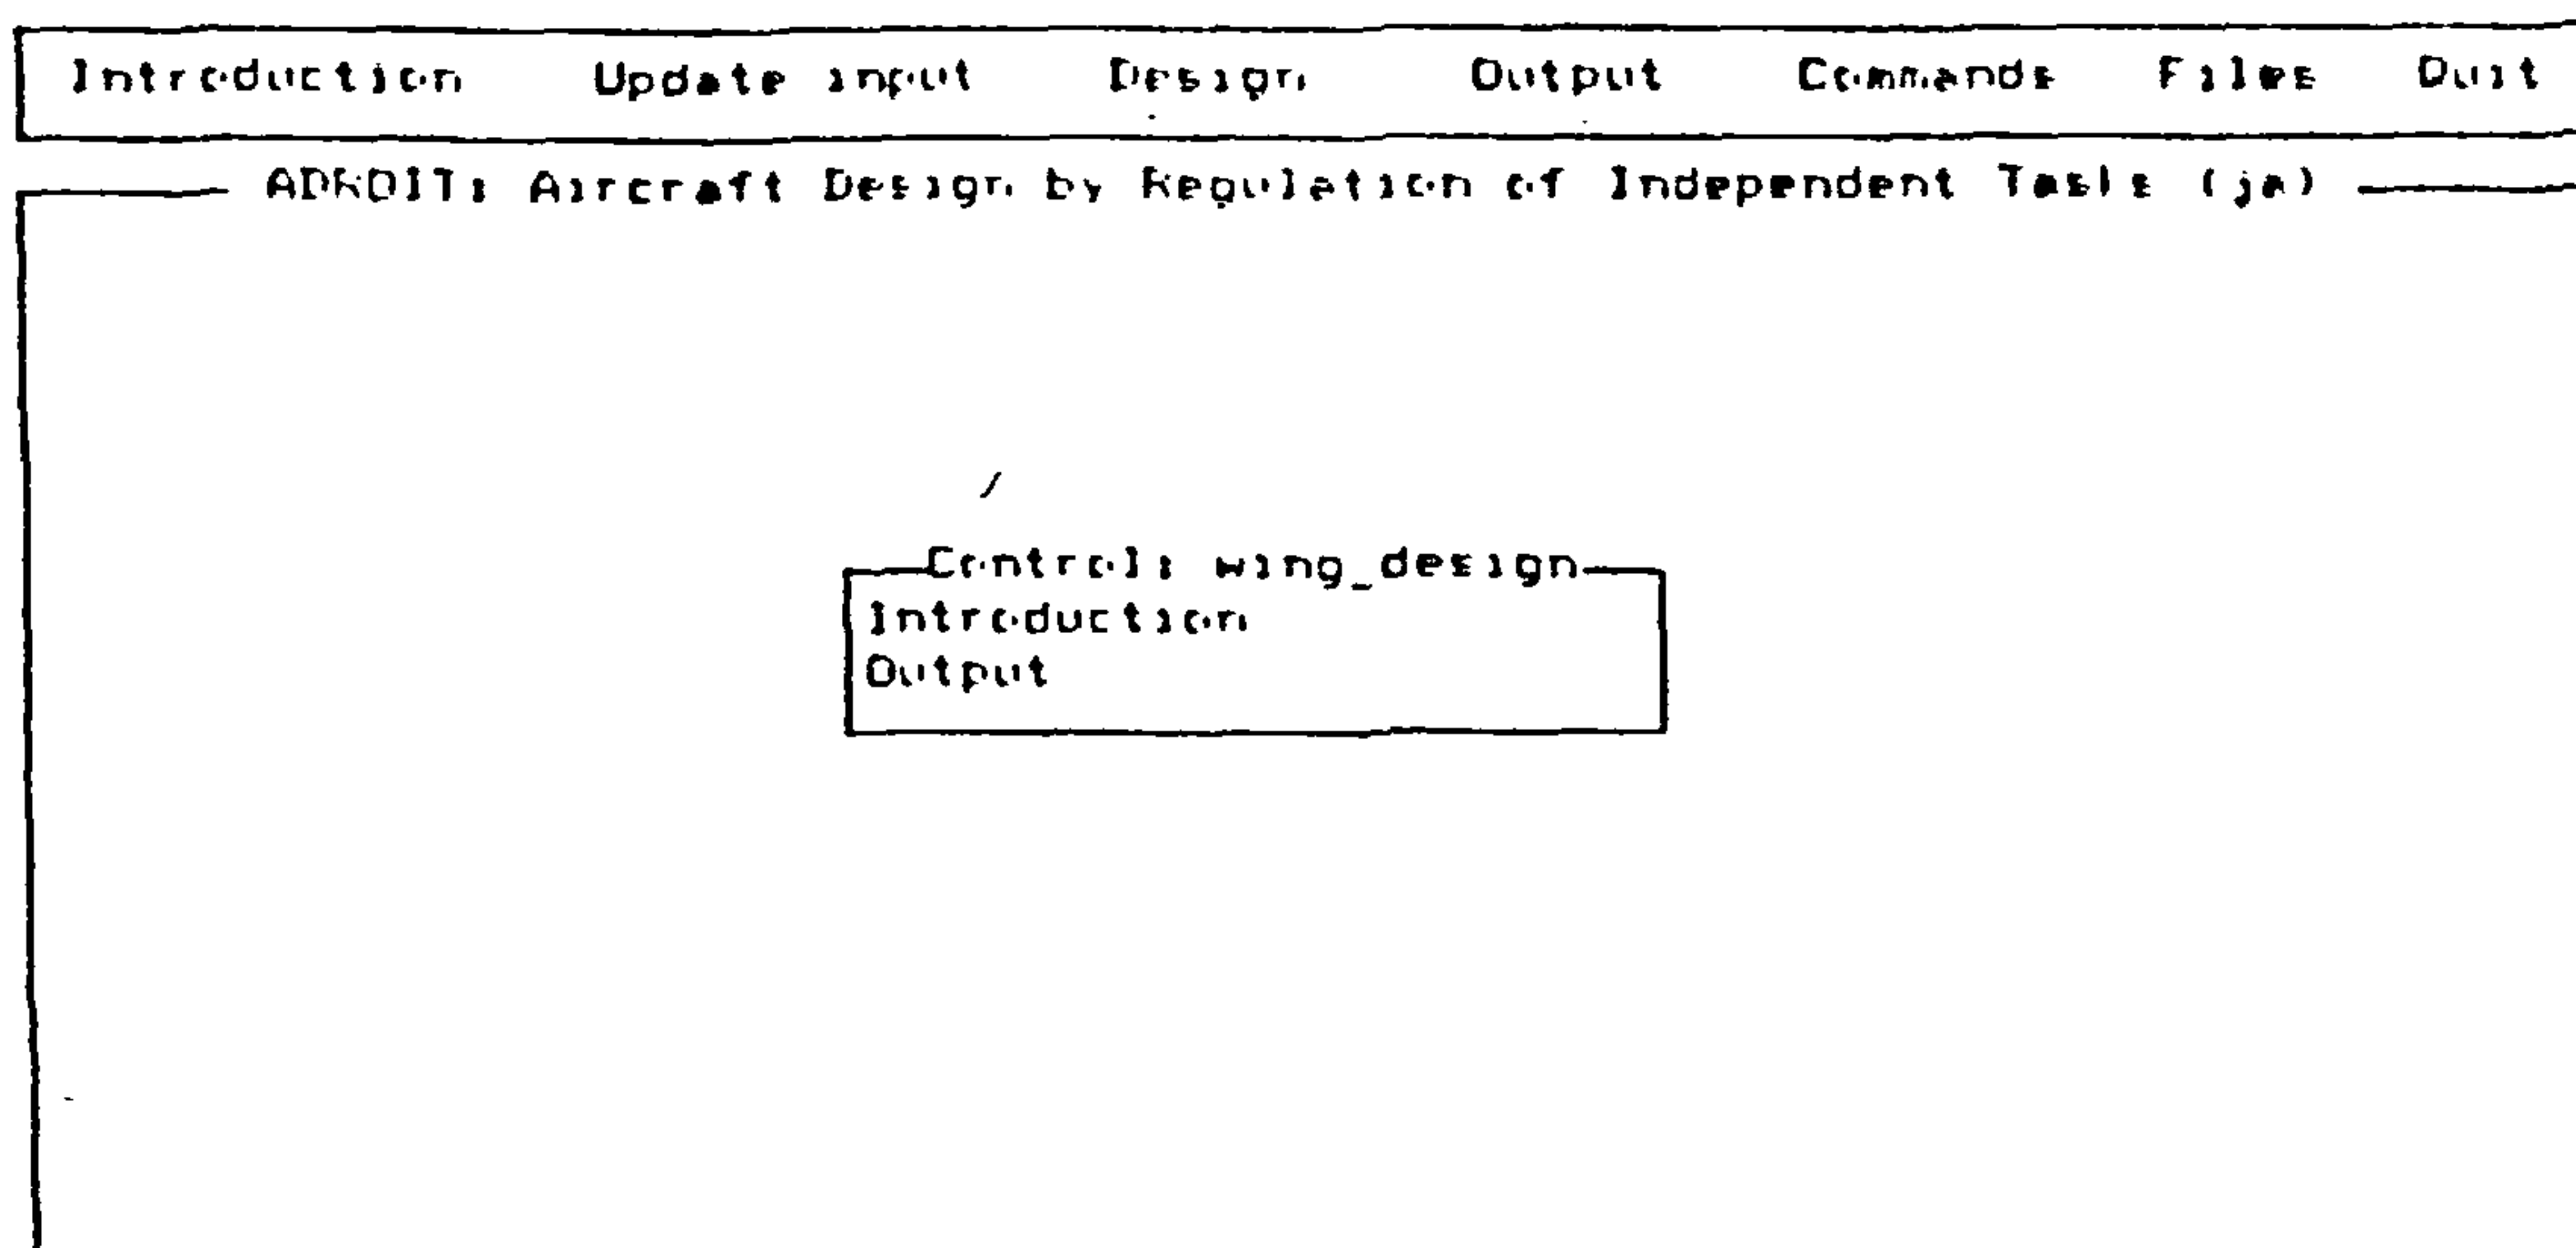 Introduction Update input Design Output Commands Files Quit
ADROIT: Aircraft Design by Regulation of Independent Tasks (ja)
Control: wing_design
Introduction
Output